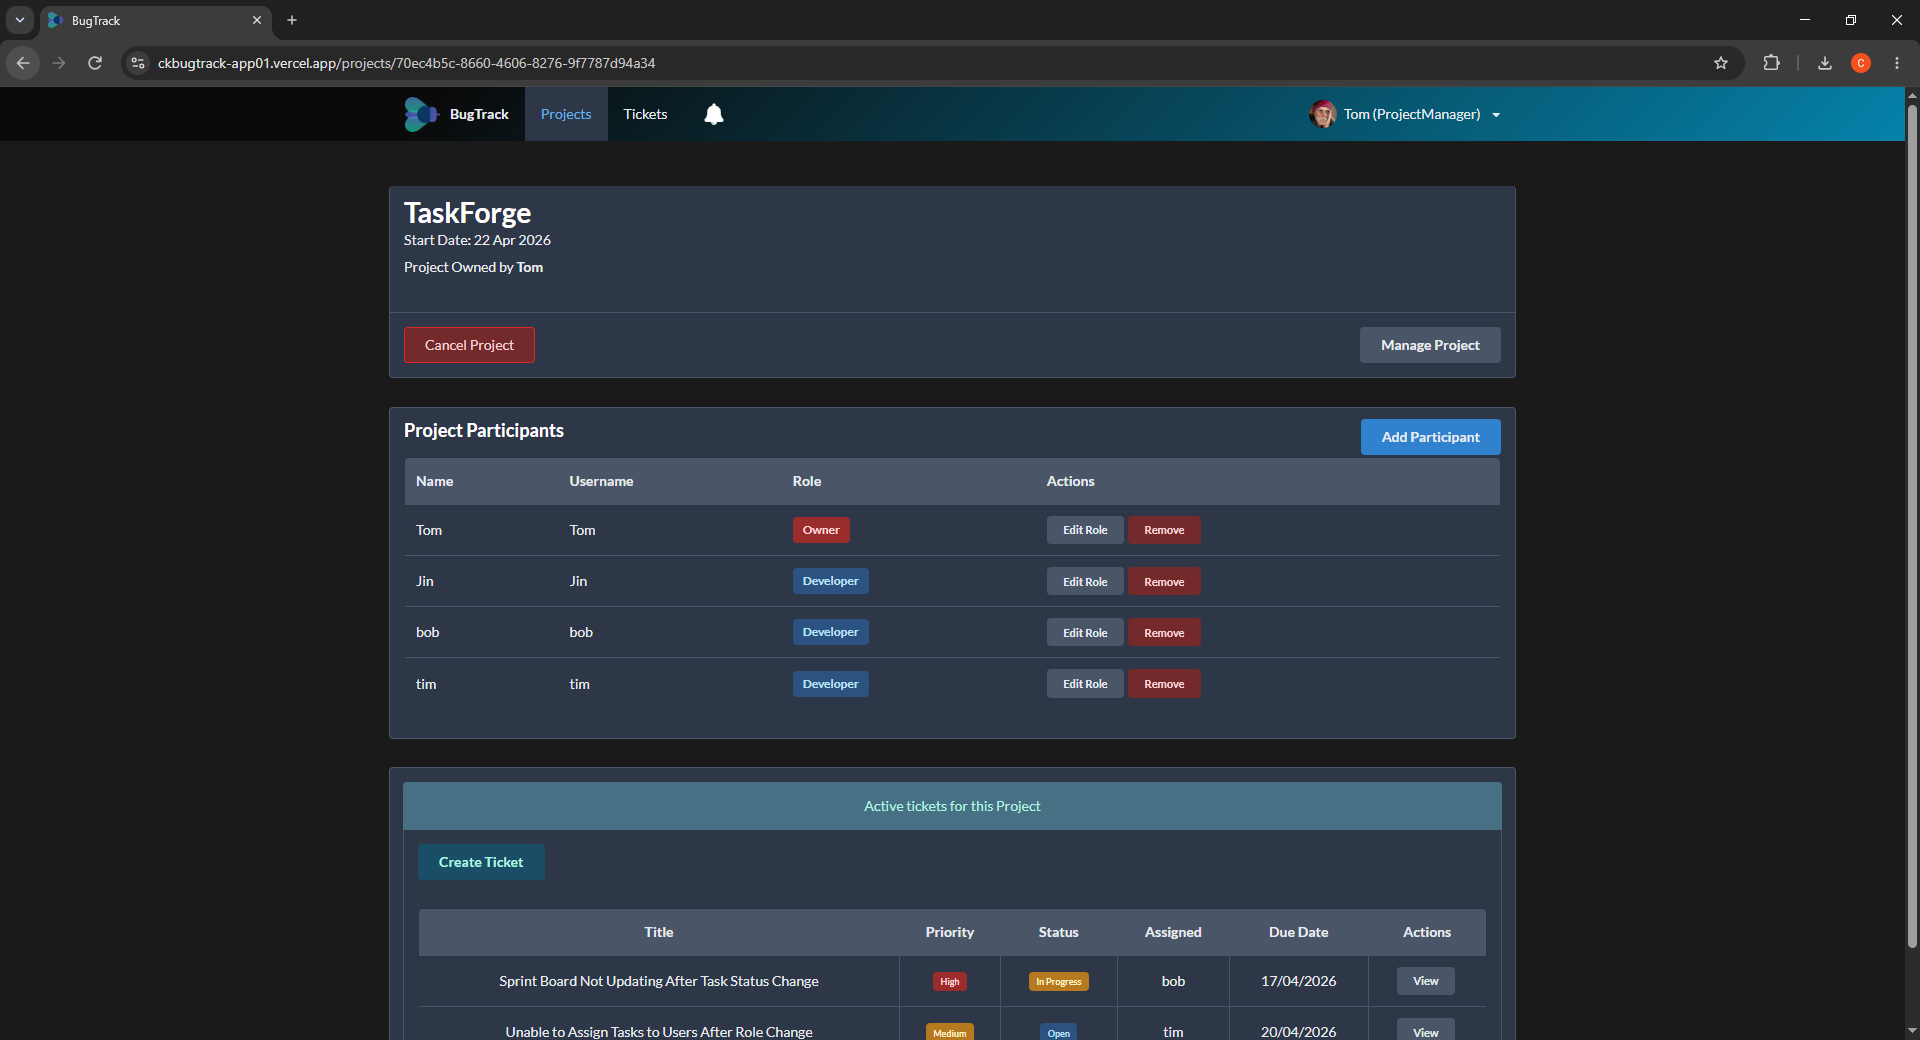 BugTrack
ckbugtrack-app01.vercel.app/projects/70ec4b5c-8660-4606-8276-9f7787d94a34
C
BugTrack Projects Tickets Tom (ProjectManager)
TaskForge
Start Date: 22 Apr 2026
Project Owned by Tom
Cancel Project Manage Project
Project Participants Add Participant
Name Username Role Actions
Tom Tom Owner Edit Role Remove
Jin Jin Developer Edit Role Remove
bob bob Developer Edit Role Remove
tim tim Developer Edit Role Remove
Active tickets for this Project
Create Ticket
Title Priority Status Assigned Due Date Actions
Sprint Board Not Updating After Task Status Change High In Progress bob 17/04/2026 View
Unable to Assign Tasks to Users After Role Change Medium Open tim 20/04/2026 View